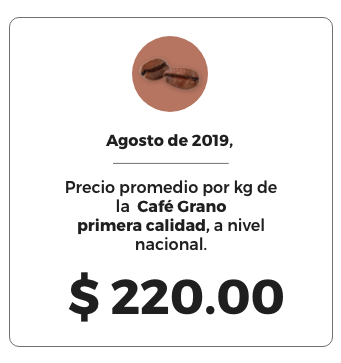 Agosto de 2019,
Precio promedio por kg de
la Café Grano
primera calidad, a nivel
nacional.
$ 220.00